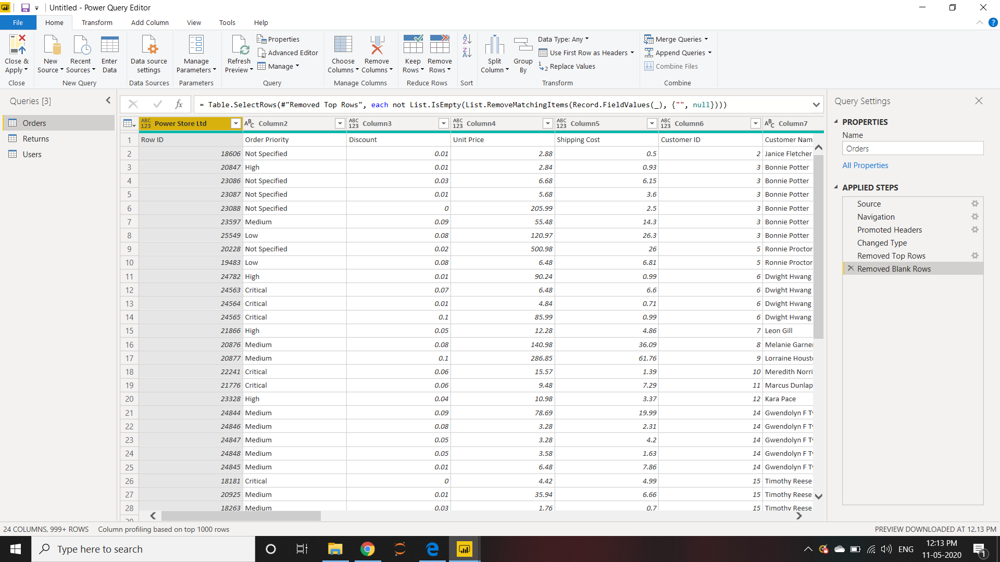 Untitled - Power Query Editor
File Home Transform Add Column View Tools Help
Close & Apply
New Source
Recent Sources
Enter Data
Data source settings
Manage Parameters
Refresh Preview
Properties
Advanced Editor
Manage
Choose Columns
Remove Columns
Keep Rows
Remove Rows
A Z
Z A
Split Column
Group By
Data Type: Any
Use First Row as Headers
1 2 Replace Values
Merge Queries
Append Queries
Combine Files
Close New Query Data Sources Parameters Query Manage Columns Reduce Rows Sort Transform Combine
Queries [3]
Orders
Returns
Users
fx = Table.SelectRows(#"Removed Top Rows", each not List.IsEmpty(List.RemoveMatchingItems(Record.FieldValues(_), {"", null})))
ABC 123 Power Store Ltd ABC Column2 ABC 123 Column3 ABC 123 Column4 ABC 123 Column5 ABC 123 Column6 ABC Column7
1 Row ID Order Priority Discount Unit Price Shipping Cost Customer ID Customer Nam
2 18606 Not Specified 0.01 2.88 0.5 2 Janice Fletcher
3 20847 High 0.01 2.84 0.93 3 Bonnie Potter
4 23086 Not Specified 0.03 6.68 6.15 3 Bonnie Potter
5 23087 Not Specified 0.01 5.68 3.6 3 Bonnie Potter
6 23088 Not Specified 0 205.99 2.5 3 Bonnie Potter
7 23597 Medium 0.09 55.48 14.3 3 Bonnie Potter
8 25549 Low 0.08 120.97 26.3 3 Bonnie Potter
9 20228 Not Specified 0.02 500.98 26 5 Ronnie Proctor
10 19483 Low 0.08 6.48 6.81 5 Ronnie Proctor
11 24782 High 0.01 90.24 0.99 6 Dwight Hwang
12 24563 Critical 0.07 6.48 6.6 6 Dwight Hwang
13 24564 Critical 0.01 4.84 0.71 6 Dwight Hwang
14 24565 Critical 0.1 85.99 0.99 6 Dwight Hwang
15 21866 High 0.05 12.28 4.86 7 Leon Gill
16 20876 Medium 0.08 140.98 36.09 8 Melanie Garner
17 20877 Medium 0.1 286.85 61.76 9 Lorraine Housto
18 22241 Critical 0.06 15.57 1.39 10 Meredith Norri
19 21776 Critical 0.06 9.48 7.29 11 Marcus Dunlap
20 23328 High 0.04 10.98 3.37 12 Kara Pace
21 24844 Medium 0.09 78.69 19.99 14 Gwendolyn F T
22 24846 Medium 0.08 3.28 2.31 14 Gwendolyn F T
23 24847 Medium 0.05 3.28 4.2 14 Gwendolyn F T
24 24848 Medium 0.05 3.58 1.63 14 Gwendolyn F T
25 24845 Medium 0.01 6.48 7.86 14 Gwendolyn F T
26 18181 Critical 0 4.42 4.99 15 Timothy Reese
27 20925 Medium 0.01 35.94 6.66 15 Timothy Reese
28 18263 Medium 0.03 1.76 0.7 15 Timothy Reese
29
Query Settings
PROPERTIES
Name
Orders
All Properties
APPLIED STEPS
Source
Navigation
Promoted Headers
Changed Type
Removed Top Rows
Removed Blank Rows
24 COLUMNS, 999+ ROWS Column profiling based on top 1000 rows PREVIEW DOWNLOADED AT 12.13 PM
Type here to search
ENG
12:13 PM
11-05-2020
1